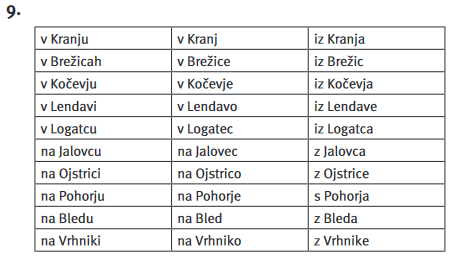 9.
v Kranju v Kranj iz Kranja
v Brežicah v Brežice iz Brežic
v Kočevju v Kočevje iz Kočevja
v Lendavi v Lendavo iz Lendave
v Logatcu v Logatec iz Logatca
na Jalovcu na Jalovec z Jalovca
na Ojstrici na Ojstrico z Ojstrice
na Pohorju na Pohorje s Pohorja
na Bledu na Bled z Bleda
na Vrhniki na Vrhniko z Vrhnike